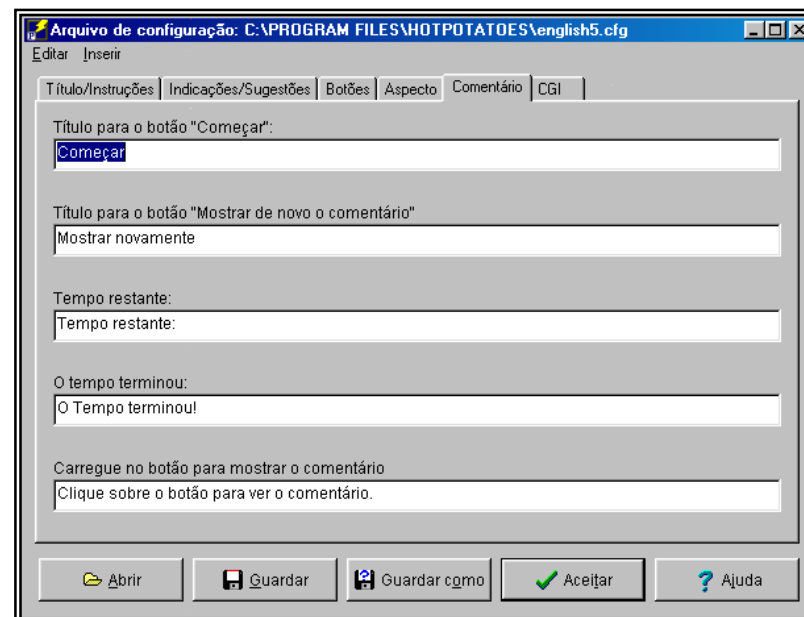 Arquivo de configuração: C:\PROGRAM FILES\HOTPOTATOES\english5.cfg
Editar Inserir
Título/Instruções Indicações/Sugestões Botões Aspecto Comentário CGI
Título para o botão "Começar":
Começar
Título para o botão "Mostrar de novo o comentário"
Mostrar novamente
Tempo restante:
Tempo restante:
O tempo terminou:
O Tempo terminou!
Carregue no botão para mostrar o comentário
Clique sobre o botão para ver o comentário.
Abrir Guardar Guardar como Aceitar Ajuda